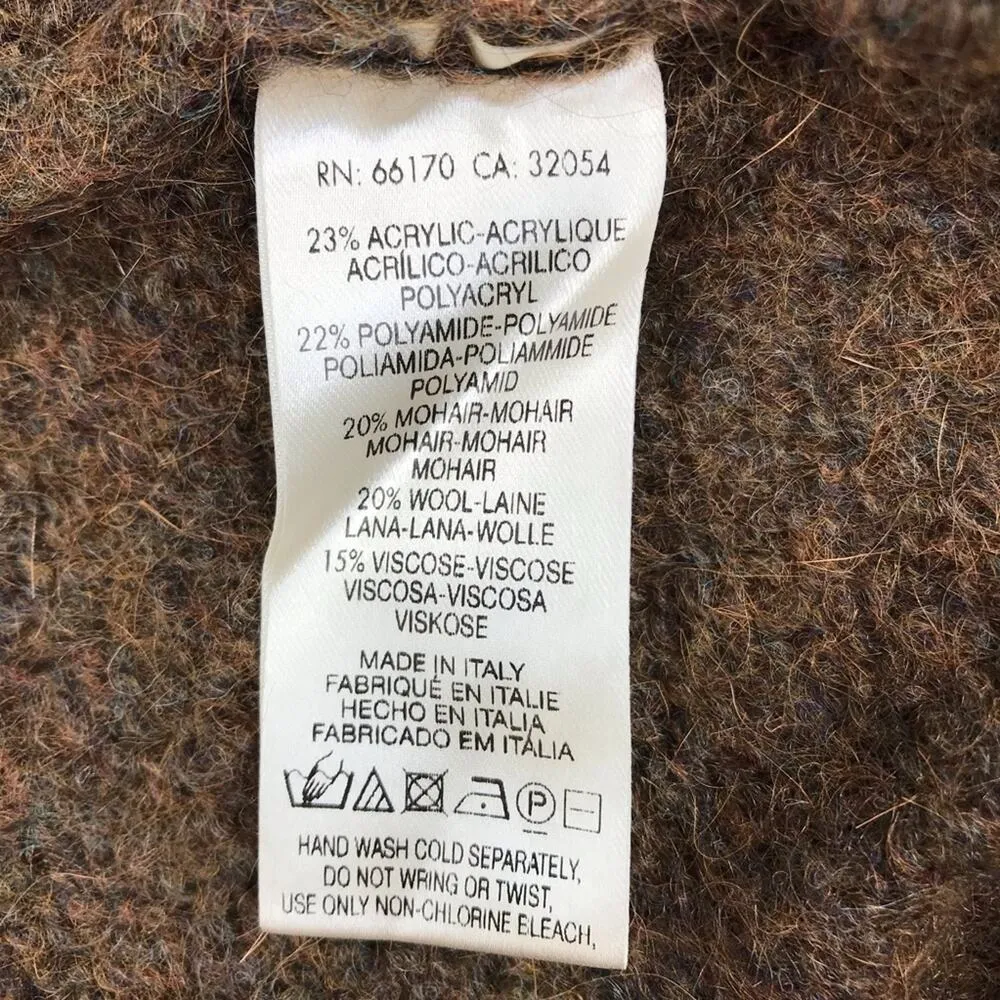 RN: 66170 CA: 32054
23% ACRYLIC-ACRYLIQUE
ACRÍLICO-ACRILICO
POLYACRYL
22% POLYAMIDE-POLYAMIDE
POLIAMIDA-POLIAMMIDE
POLYAMID
20% MOHAIR-MOHAIR
MOHAIR-MOHAIR
MOHAIR
20% WOOL-LAINE
LANA-LANA-WOLLE
15% VISCOSE-VISCOSE
VISCOSA-VISCOSA
VISKOSE
MADE IN ITALY
FABRIQUÉ EN ITALIE
HECHO EN ITALIA
FABRICADO EM ITÁLIA
P
HAND WASH COLD SEPARATELY,
DO NOT WRING OR TWIST,
USE ONLY NON-CHLORINE BLEACH,